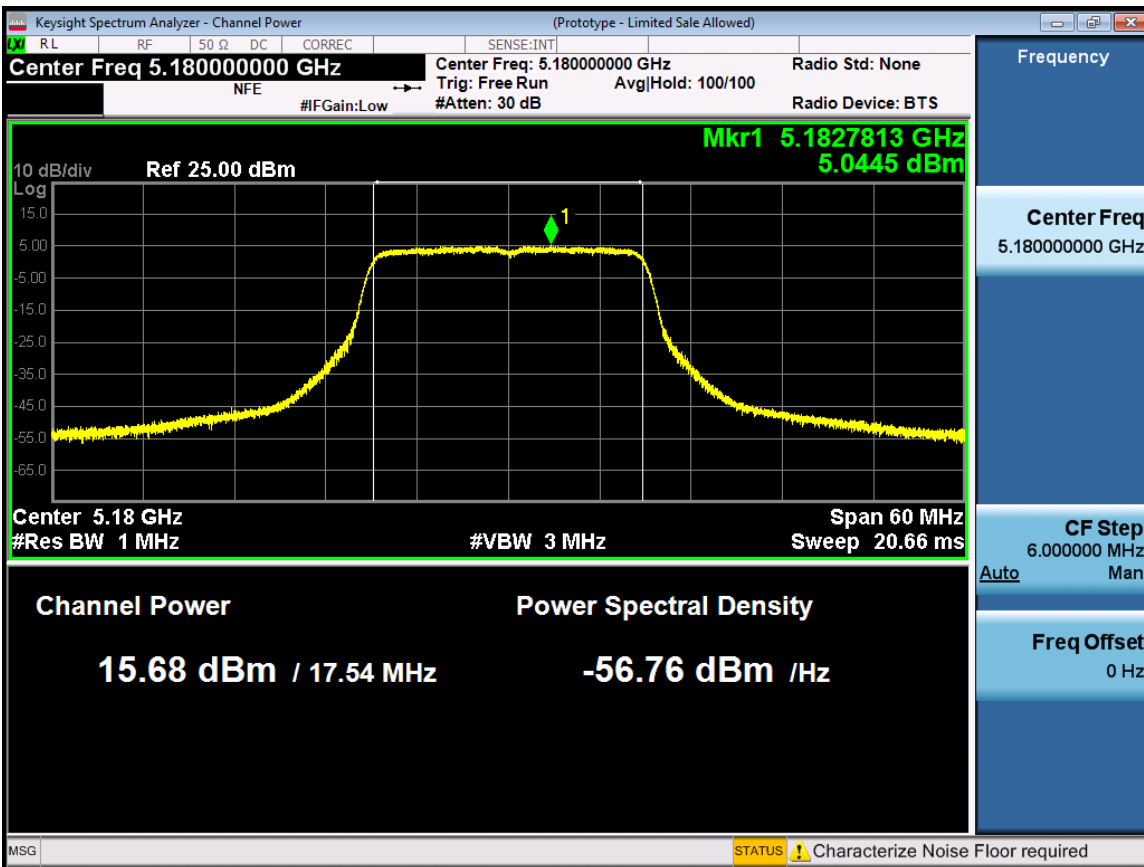 Keysight Spectrum Analyzer - Channel Power (Prototype - Limited Sale Allowed)
LXI RL RF 50 Ω DC CORREC SENSE:INT
Center Freq 5.180000000 GHz
NFE
#IFGain:Low
Center Freq: 5.180000000 GHz
Trig: Free Run Avg|Hold: 100/100
#Atten: 30 dB
Radio Std: None
Radio Device: BTS
Mkr1 5.1827813 GHz
5.0445 dBm
10 dB/div Ref 25.00 dBm
Log
15.0
5.00
-5.00
-15.0
-25.0
-35.0
-45.0
-55.0
-65.0
1
Center 5.18 GHz Span 60 MHz
#Res BW 1 MHz #VBW 3 MHz Sweep 20.66 ms
Channel Power Power Spectral Density
15.68 dBm / 17.54 MHz -56.76 dBm /Hz
Frequency
Center Freq
5.180000000 GHz
CF Step
6.000000 MHz
Auto Man
Freq Offset
0 Hz
MSG STATUS Characterize Noise Floor required